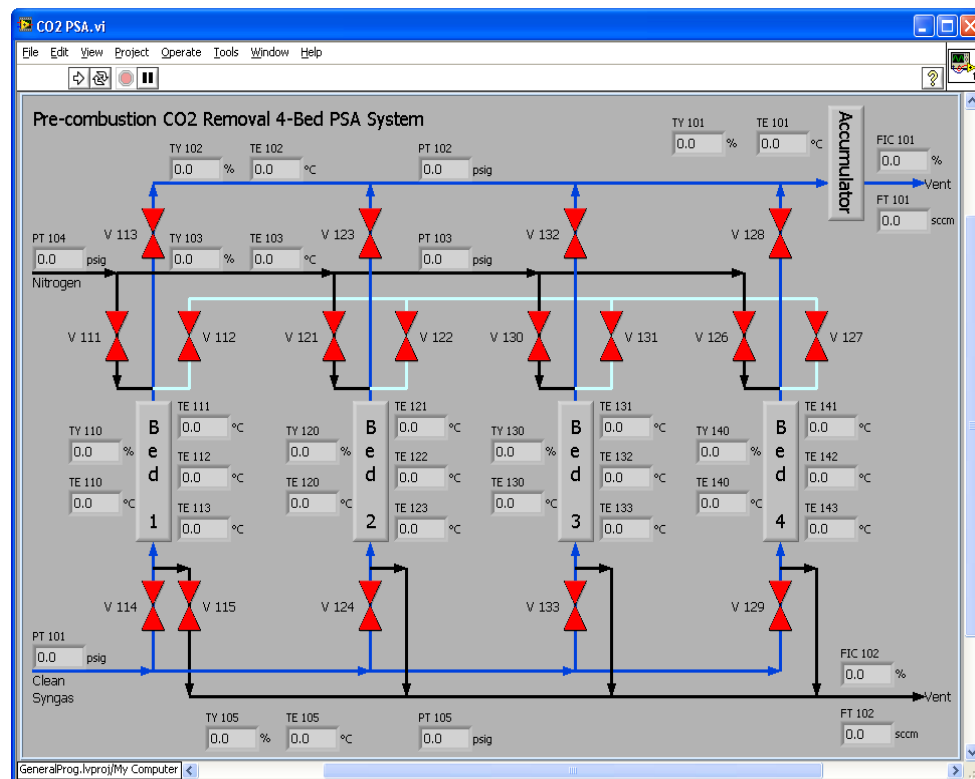 CO2 PSA.vi
File Edit View Project Operate Tools Window Help
?
1
Pre-combustion CO2 Removal 4-Bed PSA System
TY 101 TE 101
0.0 % 0.0 °C
Accumulator
FIC 101
0.0 %
Vent
FT 101
0.0 sccm
TY 102 TE 102 PT 102
0.0 % 0.0 °C 0.0 psig
V 113 V 123 V 132 V 128
PT 104 TY 103 TE 103 PT 103
0.0 psig 0.0 % 0.0 °C 0.0 psig
Nitrogen
V 111 V 112 V 121 V 122 V 130 V 131 V 126 V 127
Bed 1
TE 111
0.0 °C
TY 110
0.0 %
TE 112
0.0 °C
TE 110
0.0 °C
TE 113
0.0 °C
Bed 2
TE 121
0.0 °C
TY 120
0.0 %
TE 122
0.0 °C
TE 120
0.0 °C
TE 123
0.0 °C
Bed 3
TE 131
0.0 °C
TY 130
0.0 %
TE 132
0.0 °C
TE 130
0.0 °C
TE 133
0.0 °C
Bed 4
TE 141
0.0 °C
TY 140
0.0 %
TE 142
0.0 °C
TE 140
0.0 °C
TE 143
0.0 °C
V 114 V 115 V 124 V 133 V 129
PT 101
0.0 psig
Clean
Syngas
FIC 102
0.0 %
Vent
TY 105 TE 105 PT 105 FT 102
0.0 % 0.0 °C 0.0 psig 0.0 sccm
GeneralProg.lvproj/My Computer